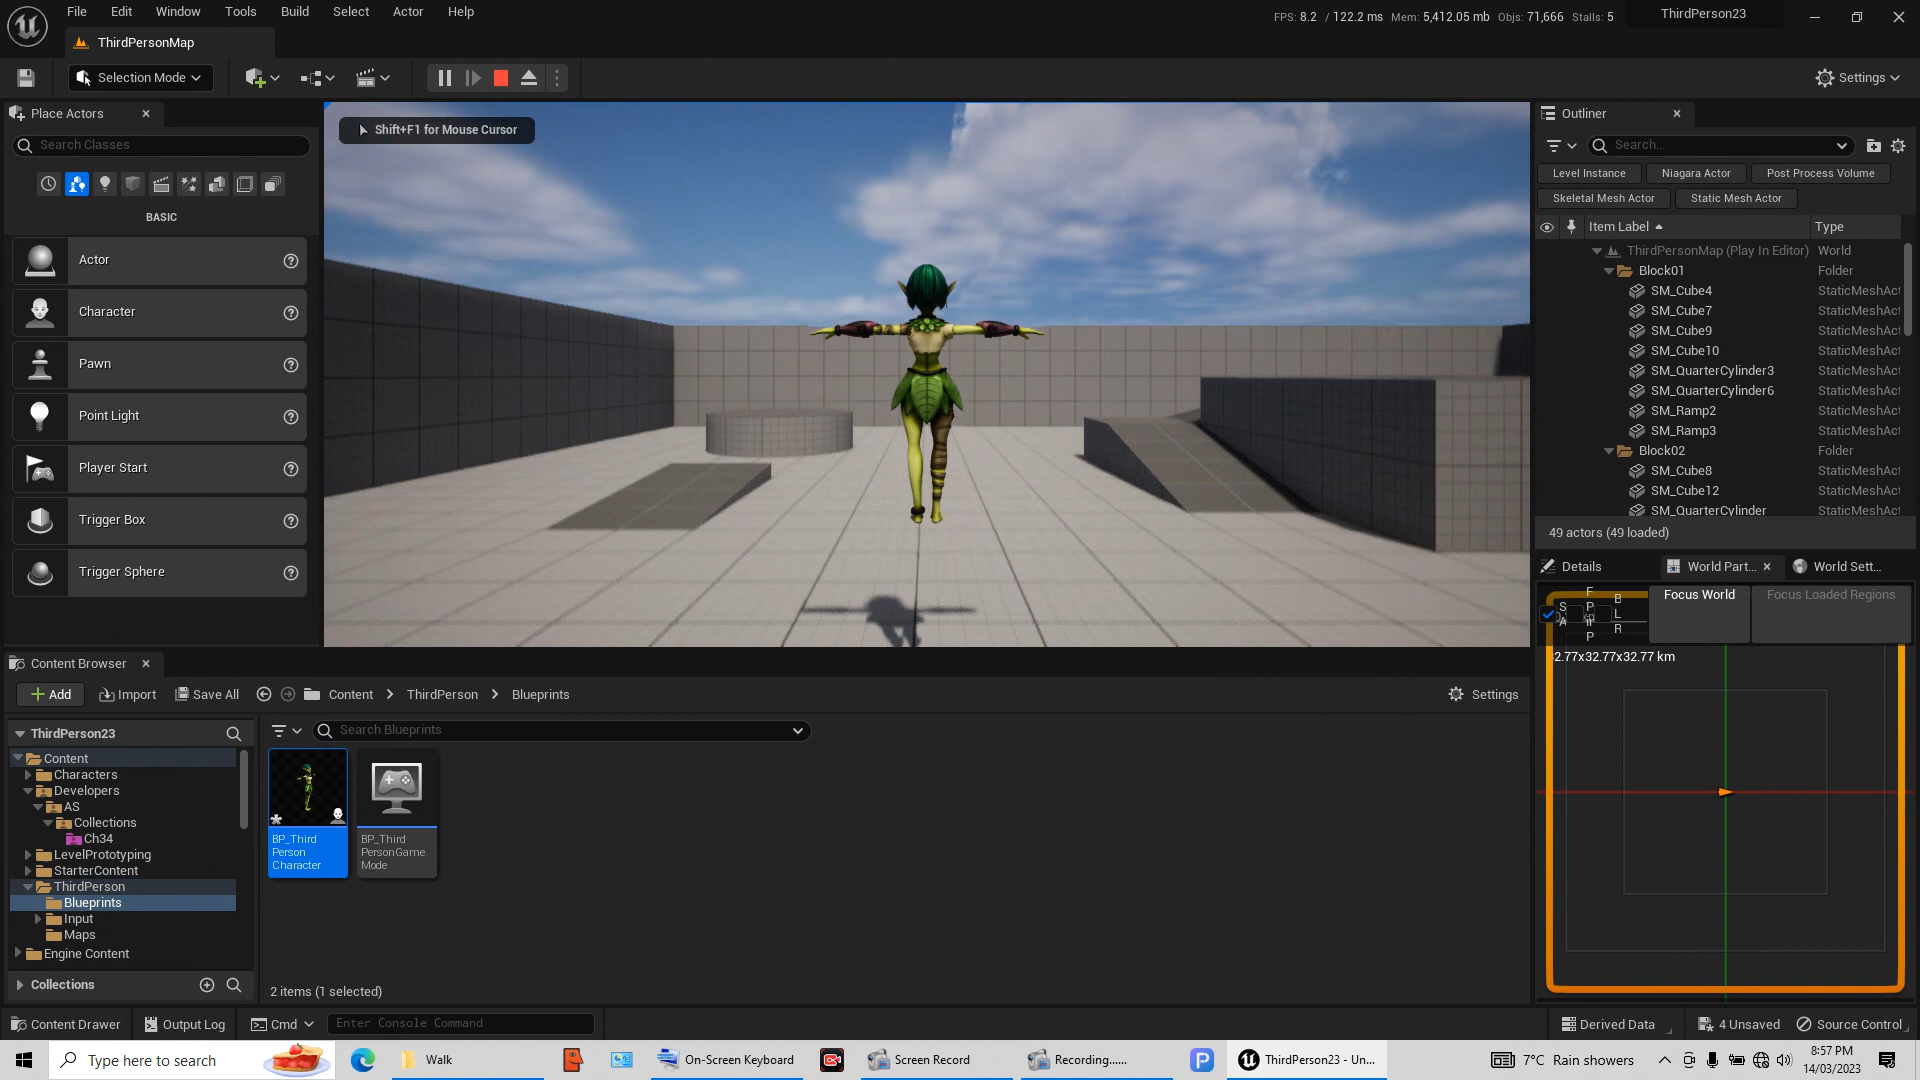 File Edit Window Tools Build Select Actor Help
FPS: 8.2 / 122.2 ms Mem: 5,412.05 mb Objs: 71,666 Stalls: 5
ThirdPerson23
ThirdPersonMap
Selection Mode
Settings
Place Actors
Search Classes
BASIC
Actor
Character
Pawn
Point Light
Player Start
Trigger Box
Trigger Sphere
Shift+F1 for Mouse Cursor
Outliner
Search...
Level Instance Niagara Actor Post Process Volume
Skeletal Mesh Actor Static Mesh Actor
Item Label Type
ThirdPersonMap (Play In Editor) World
Block01 Folder
SM_Cube4 StaticMeshAct
SM_Cube7 StaticMeshAct
SM_Cube9 StaticMeshAct
SM_Cube10 StaticMeshAct
SM_QuarterCylinder3 StaticMeshAct
SM_QuarterCylinder6 StaticMeshAct
SM_Ramp2 StaticMeshAct
SM_Ramp3 StaticMeshAct
Block02 Folder
SM_Cube8 StaticMeshAct
SM_Cube12 StaticMeshAct
SM_QuarterCylinder StaticMeshAct
49 actors (49 loaded)
Details World Part... World Sett...
Focus World Focus Loaded Regions
2.77x32.77x32.77 km
Content Browser
Add Import Save All Content ThirdPerson Blueprints Settings
ThirdPerson23
Search Blueprints
Content
Characters
Developers
AS
Collections
Ch34
LevelPrototyping
StarterContent
ThirdPerson
Blueprints
Input
Maps
Engine Content
Collections
BP_Third
Person
Character
BP_Third
PersonGame
Mode
2 items (1 selected)
Content Drawer Output Log Cmd Enter Console Command
Derived Data 4 Unsaved Source Control
Type here to search
Walk
On-Screen Keyboard
Screen Record
Recording......
ThirdPerson23 - Un...
7°C Rain showers
8:57 PM
14/03/2023